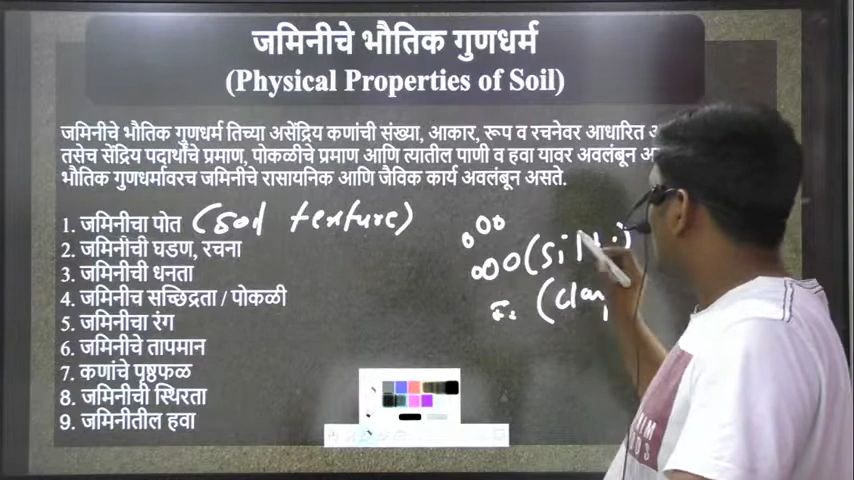 जमिनीचे भौतिक गुणधर्म
(Physical Properties of Soil)
जमिनीचे भौतिक गुणधर्म तिच्या असेंद्रिय कणांची संख्या, आकार, रूप व रचनेवर आधारित
तसेच सेंद्रिय पदार्थांचे प्रमाण, पोकळीचे प्रमाण आणि त्यातील पाणी व हवा यावर अवलंबून
भौतिक गुणधर्मावरच जमिनीचे रासायनिक आणि जैविक कार्य अवलंबून असते.
1. जमिनीचा पोत (soil texture)
2. जमिनीची घडण, रचना
3. जमिनीची धनता
4. जमिनीच सच्छिद्रता / पोकळी
5. जमिनीचा रंग
6. जमिनीचे तापमान
7. कणांचे पृष्ठफळ
8. जमिनीची स्थिरता
9. जमिनीतील हवा
(clay